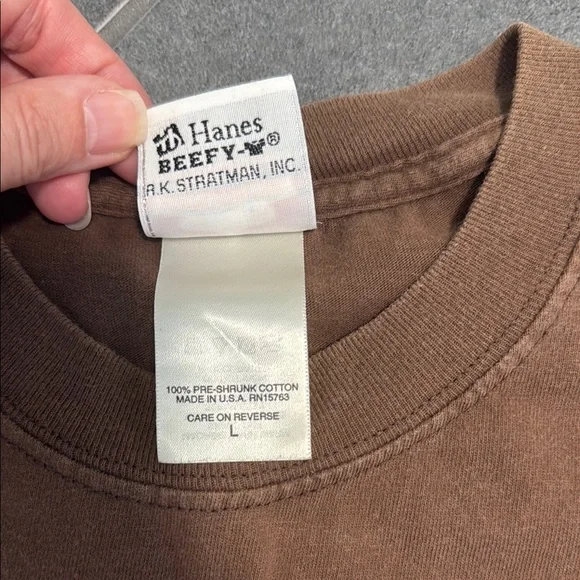 Hanes
BEEFY-T®
R.K. STRATMAN, INC.
100% PRE-SHRUNK COTTON
MADE IN U.S.A. RN15763
CARE ON REVERSE
L